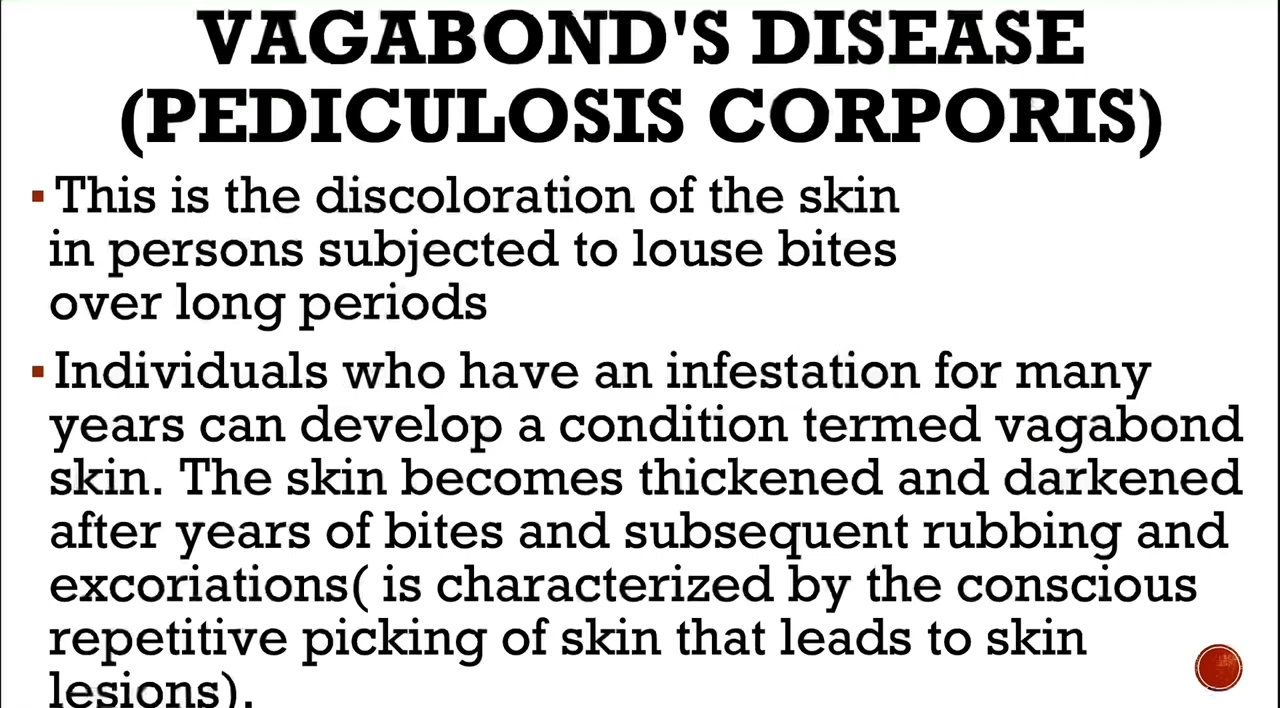 VAGABOND'S DISEASE
(PEDICULOSIS CORPORIS)
▪This is the discoloration of the skin
in persons subjected to louse bites
over long periods
▪Individuals who have an infestation for many
years can develop a condition termed vagabond
skin. The skin becomes thickened and darkened
after years of bites and subsequent rubbing and
excoriations( is characterized by the conscious
repetitive picking of skin that leads to skin
lesions).